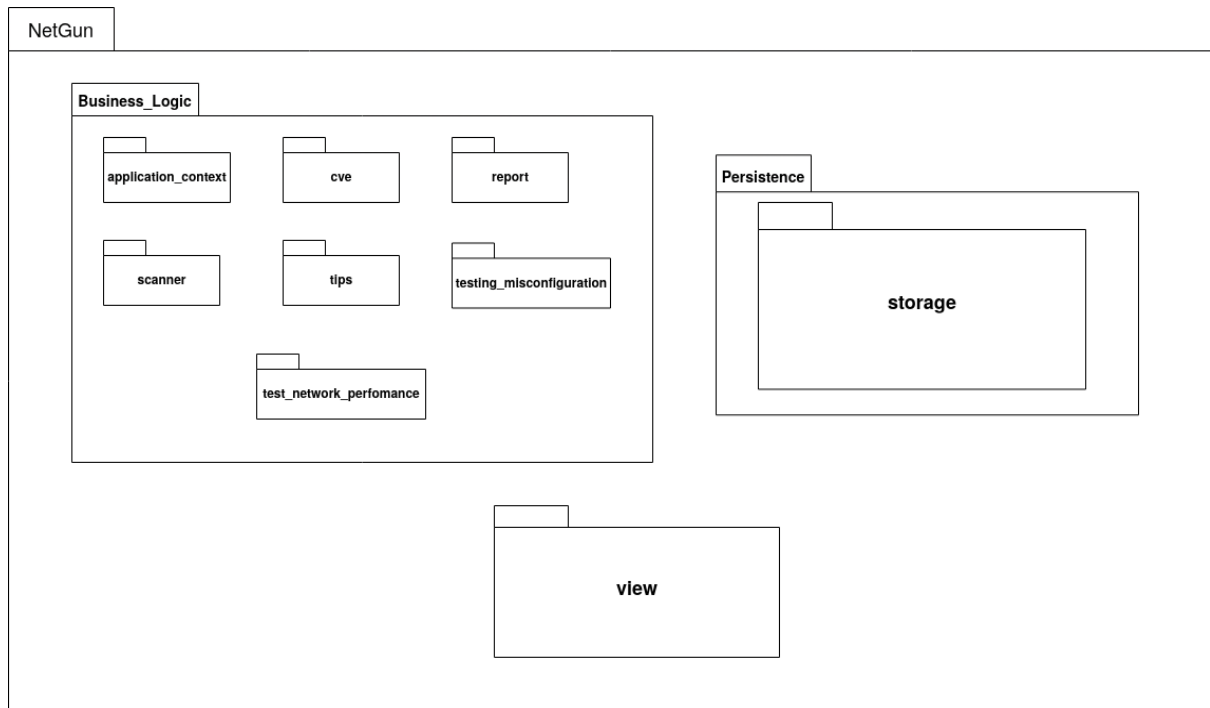 NetGun
Business_Logic
application_context
cve
report
Persistence
scanner
tips
testing_misconfiguration
storage
test_network_perfomance
view